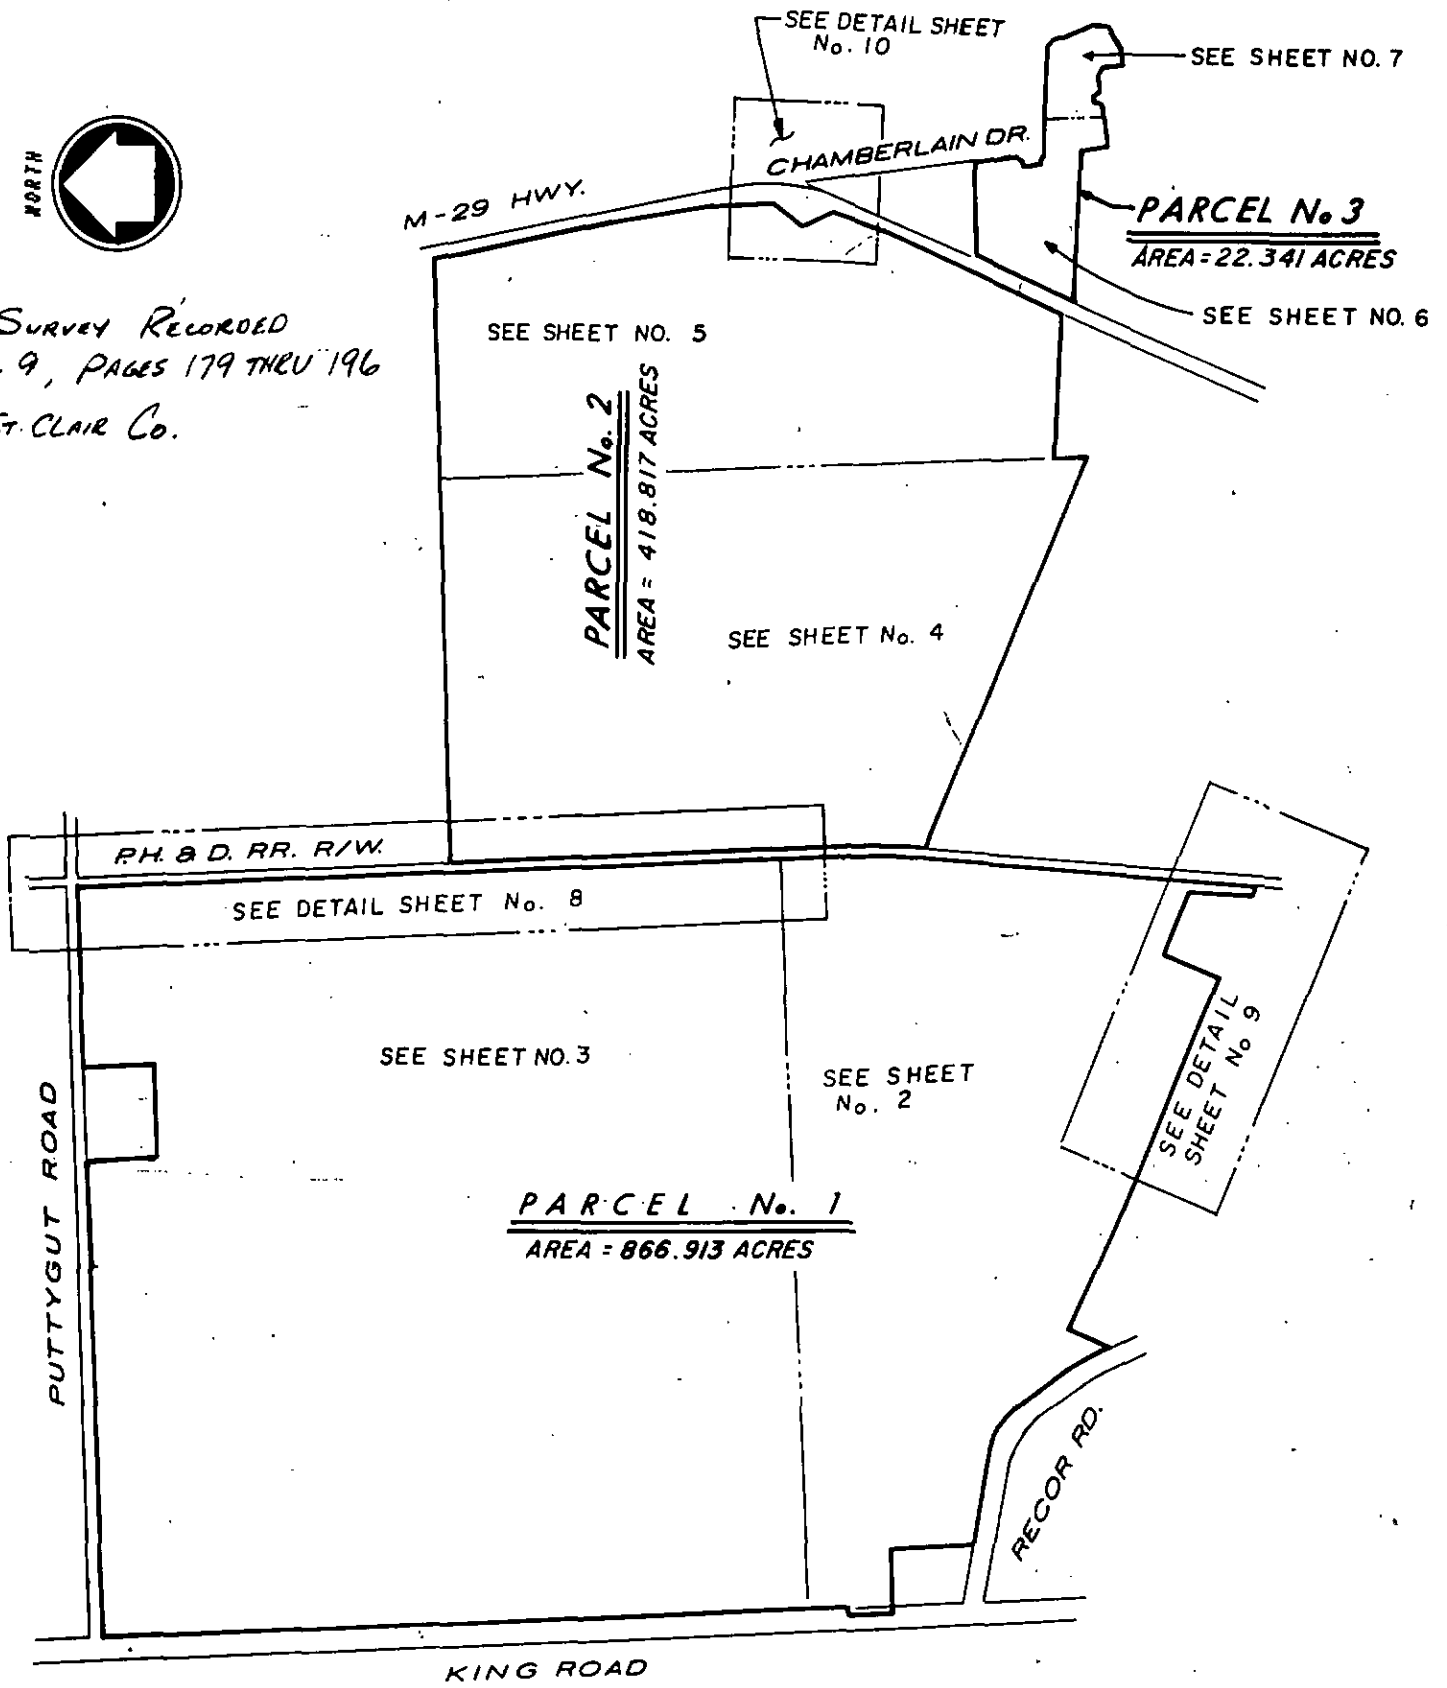 SEE DETAIL SHEET
No. 10
SEE SHEET NO. 7
NORTH
CHAMBERLAIN DR.
M-29 HWY.
PARCEL No. 3
AREA = 22.341 ACRES
SEE SHEET NO. 6
SURVEY RECORDED
. 9, PAGES 179 THRU 196
ST. CLAIR CO.
SEE SHEET NO. 5
PARCEL No. 2
AREA = 418.817 ACRES
SEE SHEET No. 4
P.H. & D. RR. R/W.
SEE DETAIL SHEET No. 8
SEE SHEET NO. 3
SEE SHEET
No. 2
SEE DETAIL
SHEET No 9
PUTTYGUT ROAD
PARCEL No. 1
AREA = 866.913 ACRES
RECOR RD.
KING ROAD